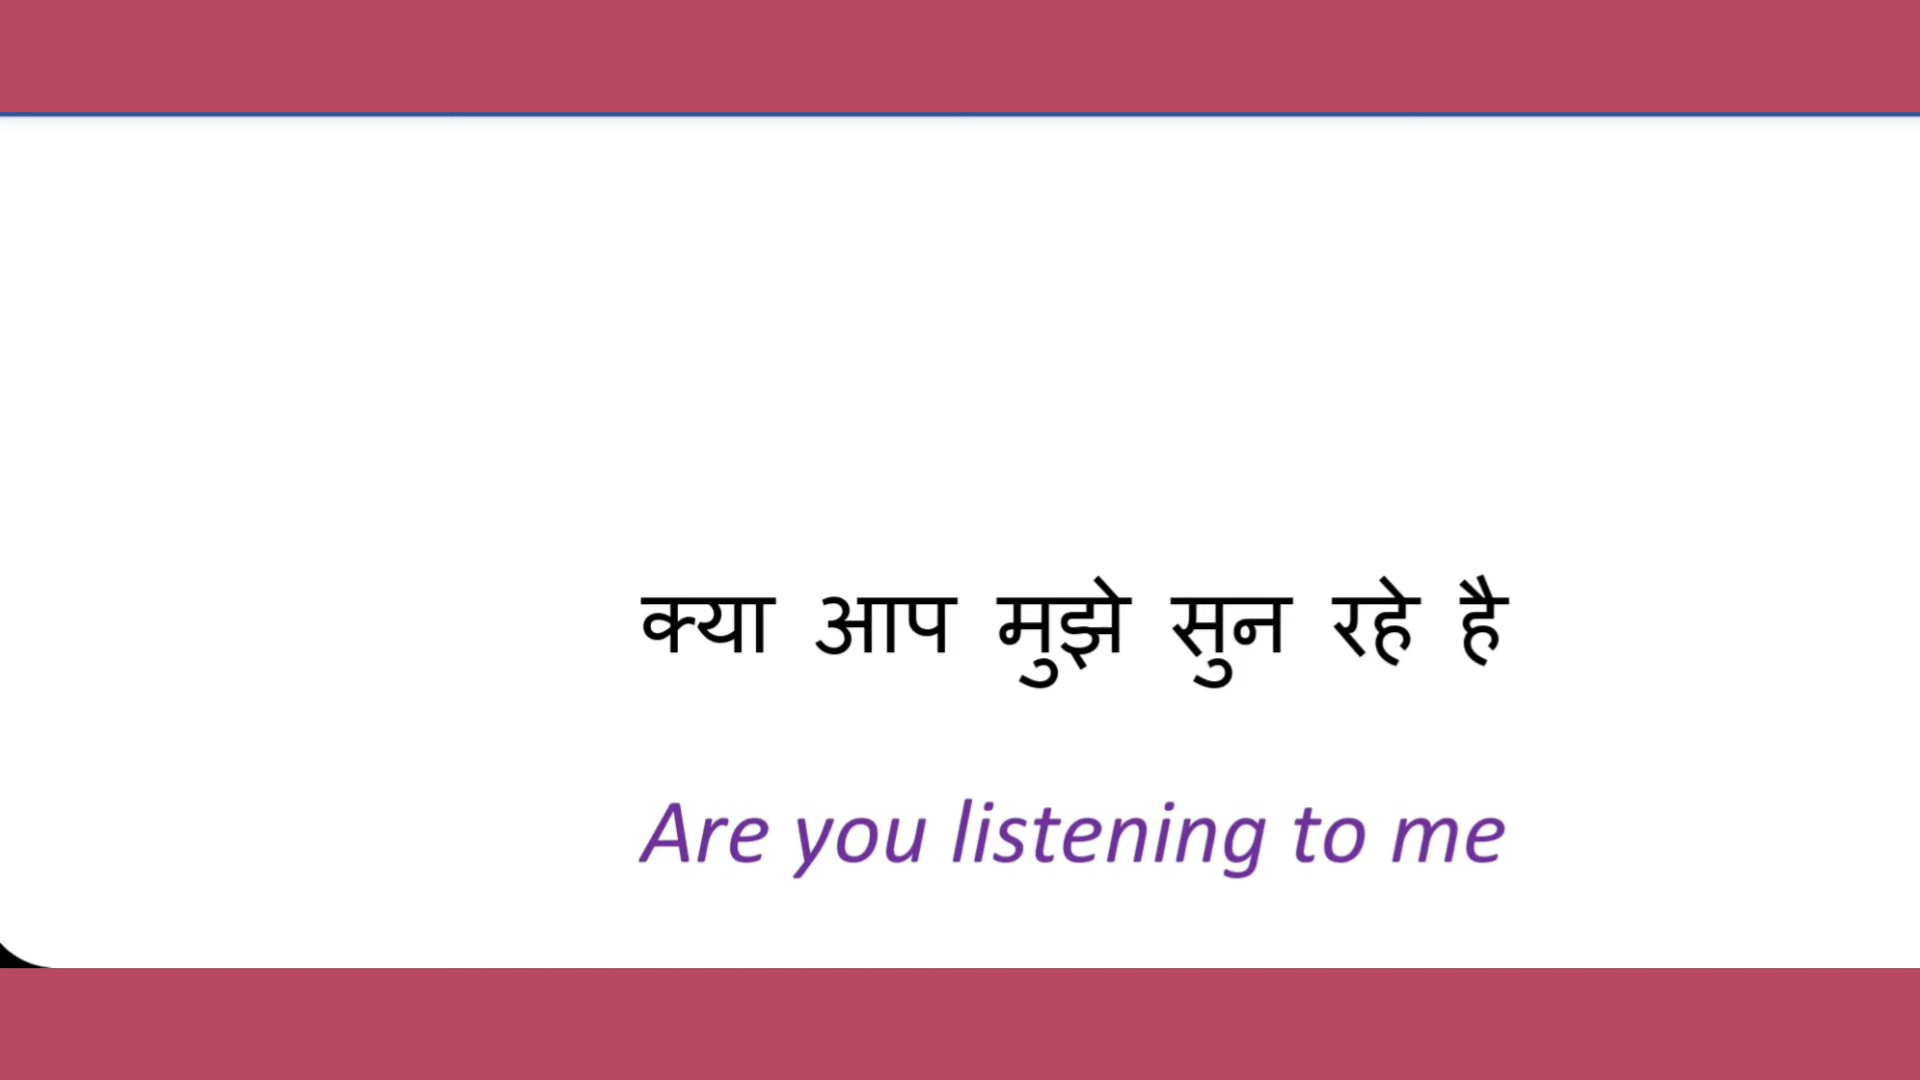 क्या आप मुझे सुन रहे है
Are you listening to me